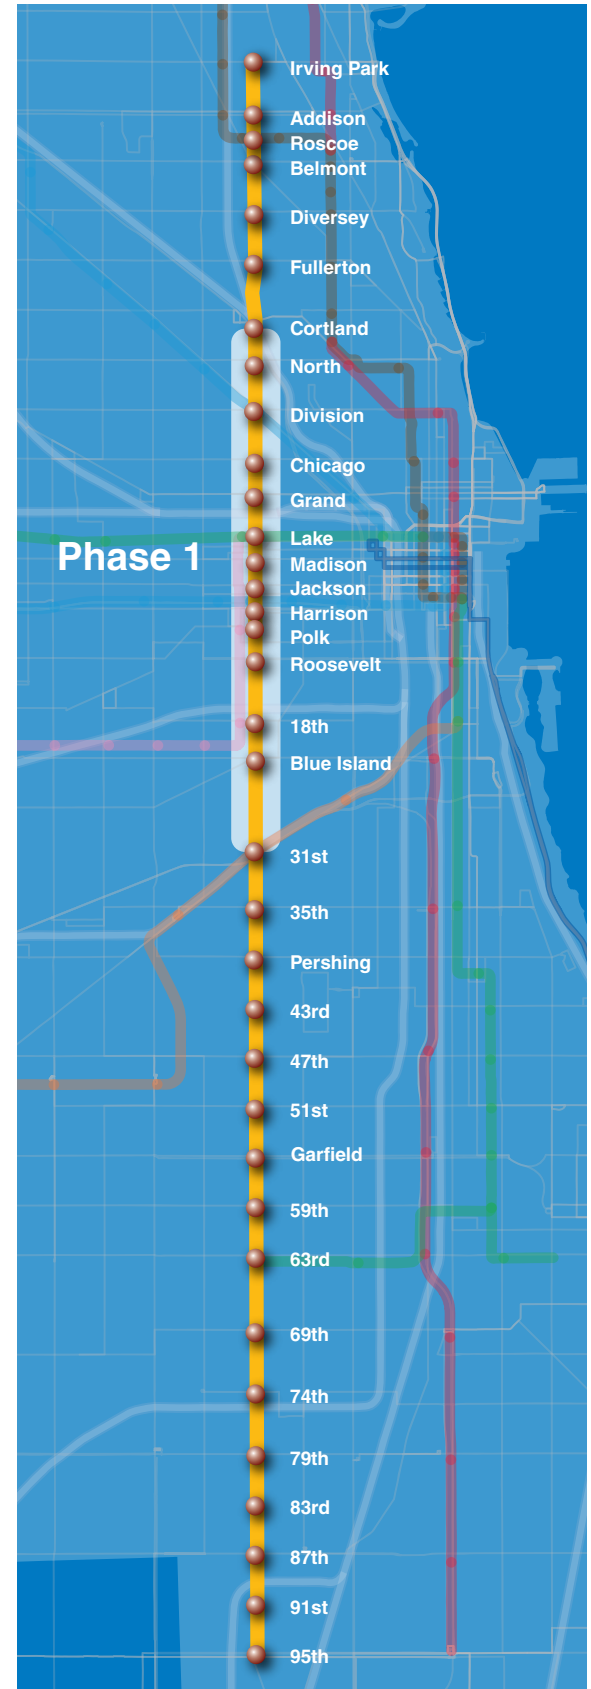 Irving Park
Addison
Roscoe
Belmont
Diversey
Fullerton
Cortland
North
Division
Chicago
Grand
Lake
Phase 1
Madison
Jackson
Harrison
Polk
Roosevelt
18th
Blue Island
31st
35th
Pershing
43rd
47th
51st
Garfield
59th
63rd
69th
74th
79th
83rd
87th
91st
95th